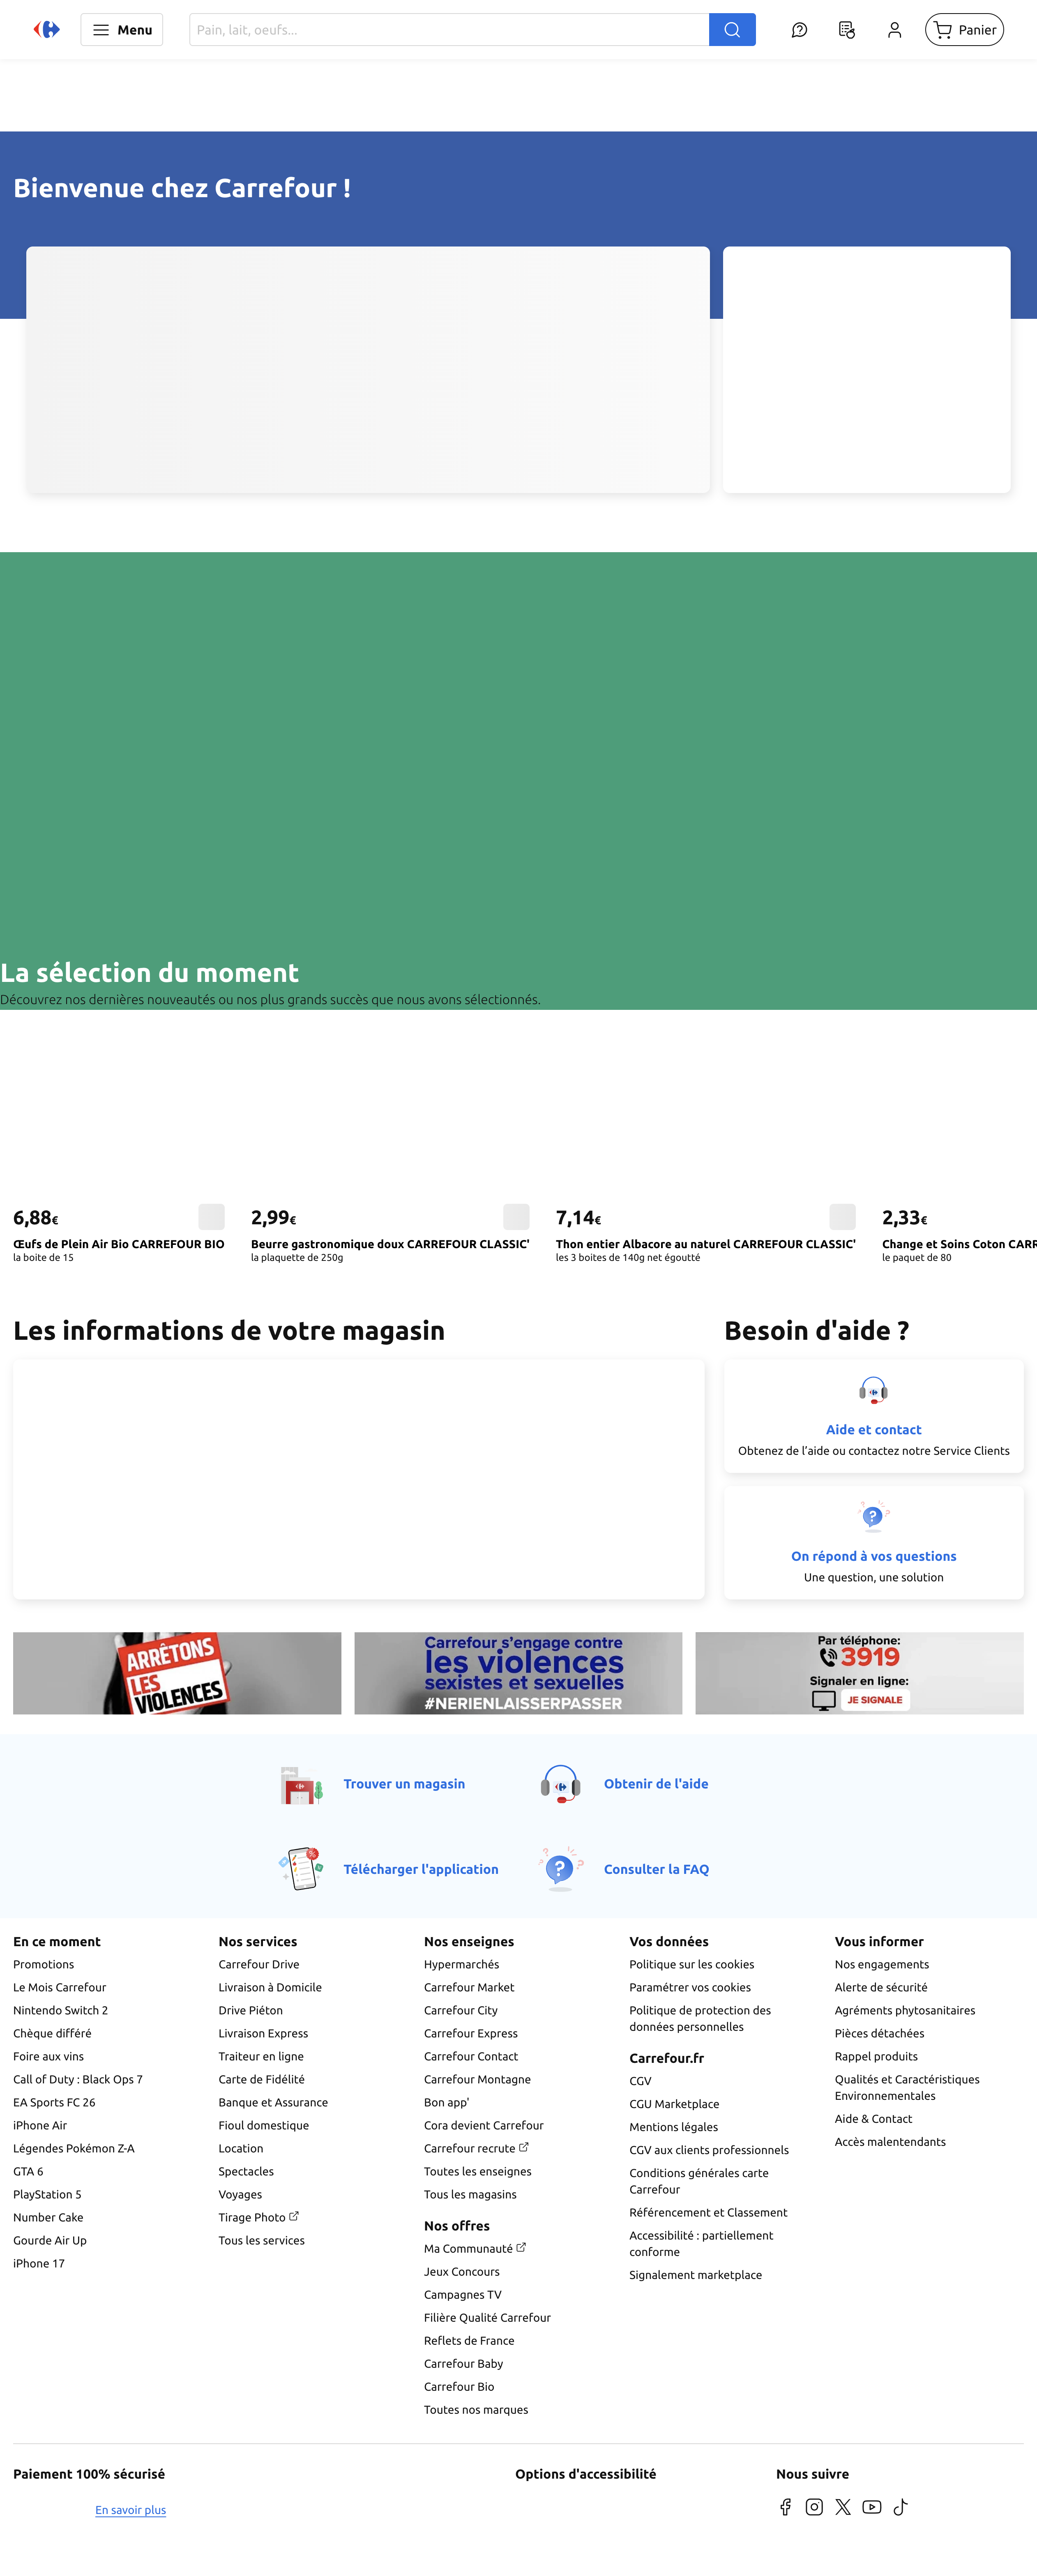 Menu
Pain, lait, oeufs...
Panier
Bienvenue chez Carrefour !
La sélection du moment
Découvrez nos dernières nouveautés ou nos plus grands succès que nous avons sélectionnés.
6,88€
Œufs de Plein Air Bio CARREFOUR BIO
la boite de 15
2,99€
Beurre gastronomique doux CARREFOUR CLASSIC'
la plaquette de 250g
7,14€
Thon entier Albacore au naturel CARREFOUR CLASSIC'
les 3 boites de 140g net égoutté
2,33€
Change et Soins Coton CARR
le paquet de 80
Les informations de votre magasin
Besoin d'aide ?
Aide et contact
Obtenez de l’aide ou contactez notre Service Clients
On répond à vos questions
Une question, une solution
ARRÊTONS
LES
VIOLENCES
Carrefour s’engage contre
les violences
sexistes et sexuelles
#NERIENLAISSERPASSER
Par téléphone:
3919
Signaler en ligne:
JE SIGNALE
Trouver un magasin
Obtenir de l'aide
Télécharger l'application
Consulter la FAQ
En ce moment
Promotions
Le Mois Carrefour
Nintendo Switch 2
Chèque différé
Foire aux vins
Call of Duty : Black Ops 7
EA Sports FC 26
iPhone Air
Légendes Pokémon Z-A
GTA 6
PlayStation 5
Number Cake
Gourde Air Up
iPhone 17
Nos services
Carrefour Drive
Livraison à Domicile
Drive Piéton
Livraison Express
Traiteur en ligne
Carte de Fidélité
Banque et Assurance
Fioul domestique
Location
Spectacles
Voyages
Tirage Photo
Tous les services
Nos enseignes
Hypermarchés
Carrefour Market
Carrefour City
Carrefour Express
Carrefour Contact
Carrefour Montagne
Bon app'
Cora devient Carrefour
Carrefour recrute
Toutes les enseignes
Tous les magasins
Nos offres
Ma Communauté
Jeux Concours
Campagnes TV
Filière Qualité Carrefour
Reflets de France
Carrefour Baby
Carrefour Bio
Toutes nos marques
Vos données
Politique sur les cookies
Paramétrer vos cookies
Politique de protection des
données personnelles
Carrefour.fr
CGV
CGU Marketplace
Mentions légales
CGV aux clients professionnels
Conditions générales carte
Carrefour
Référencement et Classement
Accessibilité : partiellement
conforme
Signalement marketplace
Vous informer
Nos engagements
Alerte de sécurité
Agréments phytosanitaires
Pièces détachées
Rappel produits
Qualités et Caractéristiques
Environnementales
Aide & Contact
Accès malentendants
Paiement 100% sécurisé
En savoir plus
Options d'accessibilité
Nous suivre